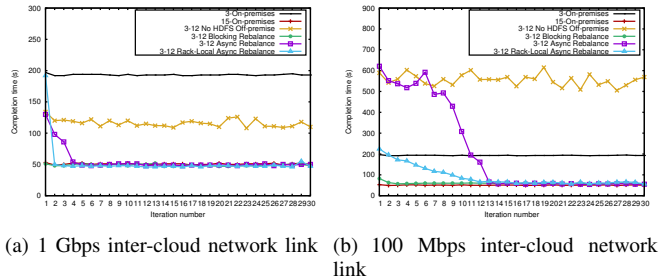 3-On-premises
15-On-premises
3-12 No HDFS Off-premise
3-12 Blocking Rebalance
3-12 Async Rebalance
3-12 Rack-Local Async Rebalance
Completion time (s)
300
250
200
150
100
50
0
1 2 3 4 5 6 7 8 9 10 11 12 13 14 15 16 17 18 19 20 21 22 23 24 25 26 27 28 29 30
Iteration number
3-On-premises
15-On-premises
3-12 No HDFS Off-premise
3-12 Blocking Rebalance
3-12 Async Rebalance
3-12 Rack-Local Async Rebalance
Completion time (s)
900
800
700
600
500
400
300
200
100
0
1 2 3 4 5 6 7 8 9 10 11 12 13 14 15 16 17 18 19 20 21 22 23 24 25 26 27 28 29 30
Iteration number
(a) 1 Gbps inter-cloud network link
(b) 100 Mbps inter-cloud network
link